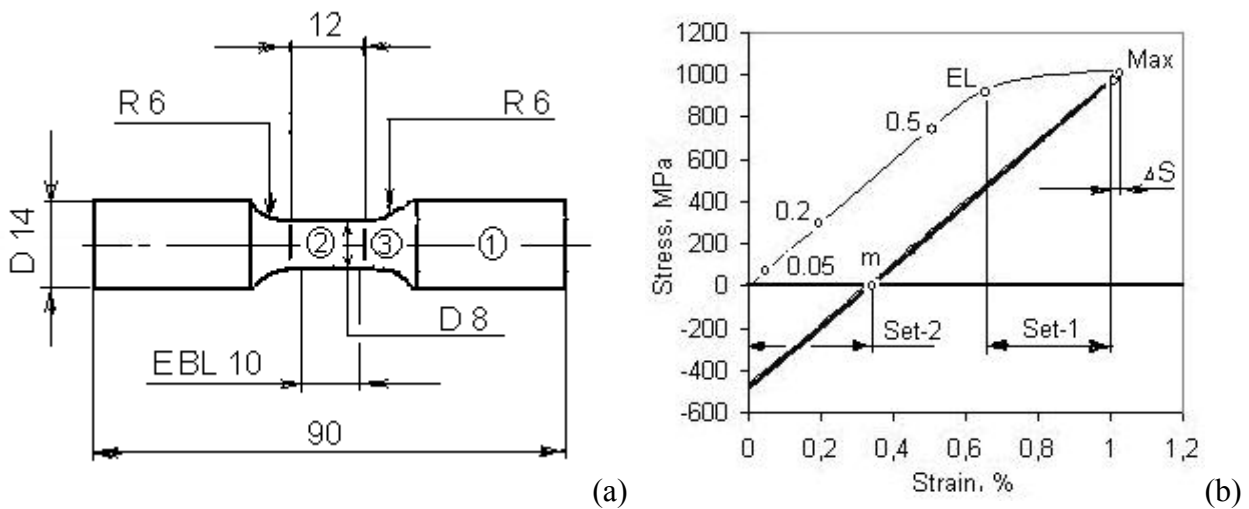 12
R 6
R 6
D 14
②
③
①
D 8
EBL 10
90
(a)
Stress. MPa
1200
1000
800
600
400
200
0
-200
-400
-600
EL
Max
0.5
ΔS
0.2
m
0.05
Set-2
Set-1
0
0,2
0,4
0,6
0,8
1
1,2
Strain. %
(b)